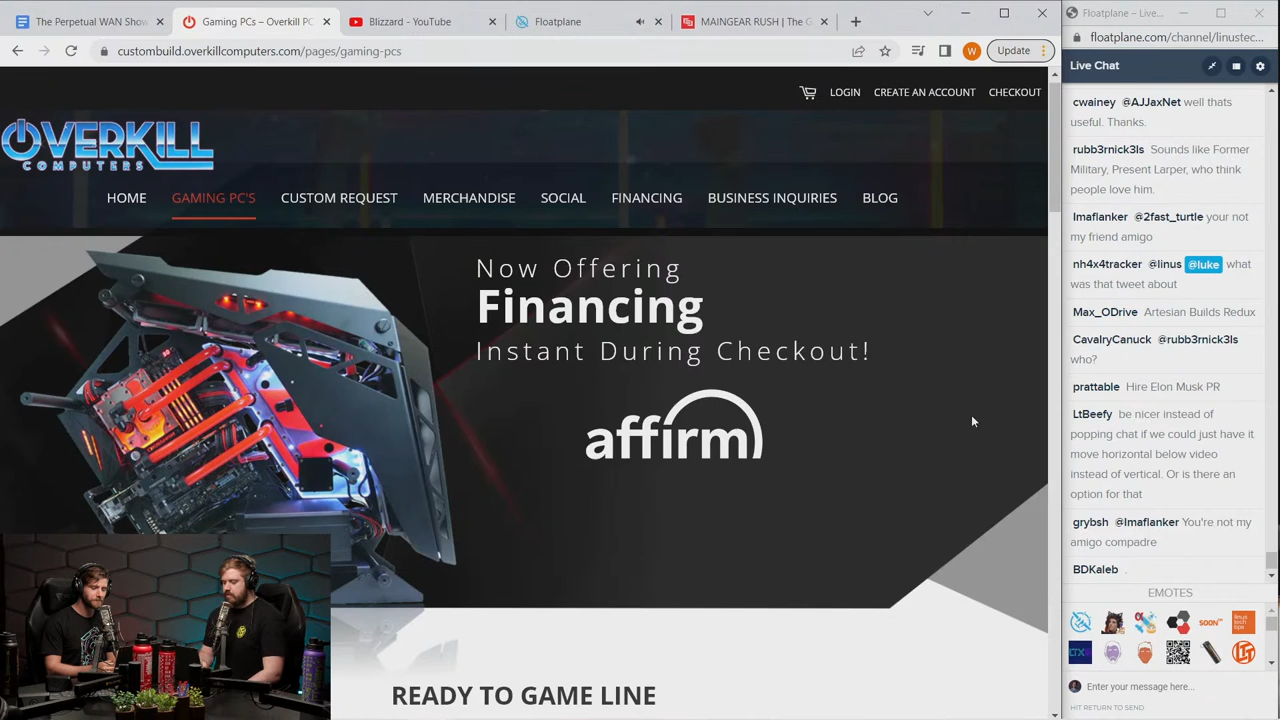 The Perpetual WAN Show
Gaming PCs – Overkill PC
Blizzard - YouTube
Floatplane
MAINGEAR RUSH | The G
custombuild.overkillcomputers.com/pages/gaming-pcs
W
Update
LOGIN
CREATE AN ACCOUNT
CHECKOUT
OVERKILL
COMPUTERS
HOME
GAMING PC'S
CUSTOM REQUEST
MERCHANDISE
SOCIAL
FINANCING
BUSINESS INQUIRIES
BLOG
Now Offering
Financing
Instant During Checkout!
affirm
READY TO GAME LINE
Floatplane – Live...
floatplane.com/channel/linustec...
Live Chat
cwainey @AJJaxNet well thats
useful. Thanks.
rubb3rnick3ls Sounds like Former
Military, Present Larper, who think
people love him.
lmaflanker @2fast_turtle your not
my friend amigo
nh4x4tracker @linus @luke what
was that tweet about
Max_ODrive Artesian Builds Redux
CavalryCanuck @rubb3rnick3ls
who?
prattable Hire Elon Musk PR
LtBeefy be nicer instead of
popping chat if we could just have it
move horizontal below video
instead of vertical. Or is there an
option for that
grybsh @lmaflanker You're not my
amigo compadre
BDKaleb .
EMOTES
SOON™
LTX
Enter your message here...
HIT RETURN TO SEND